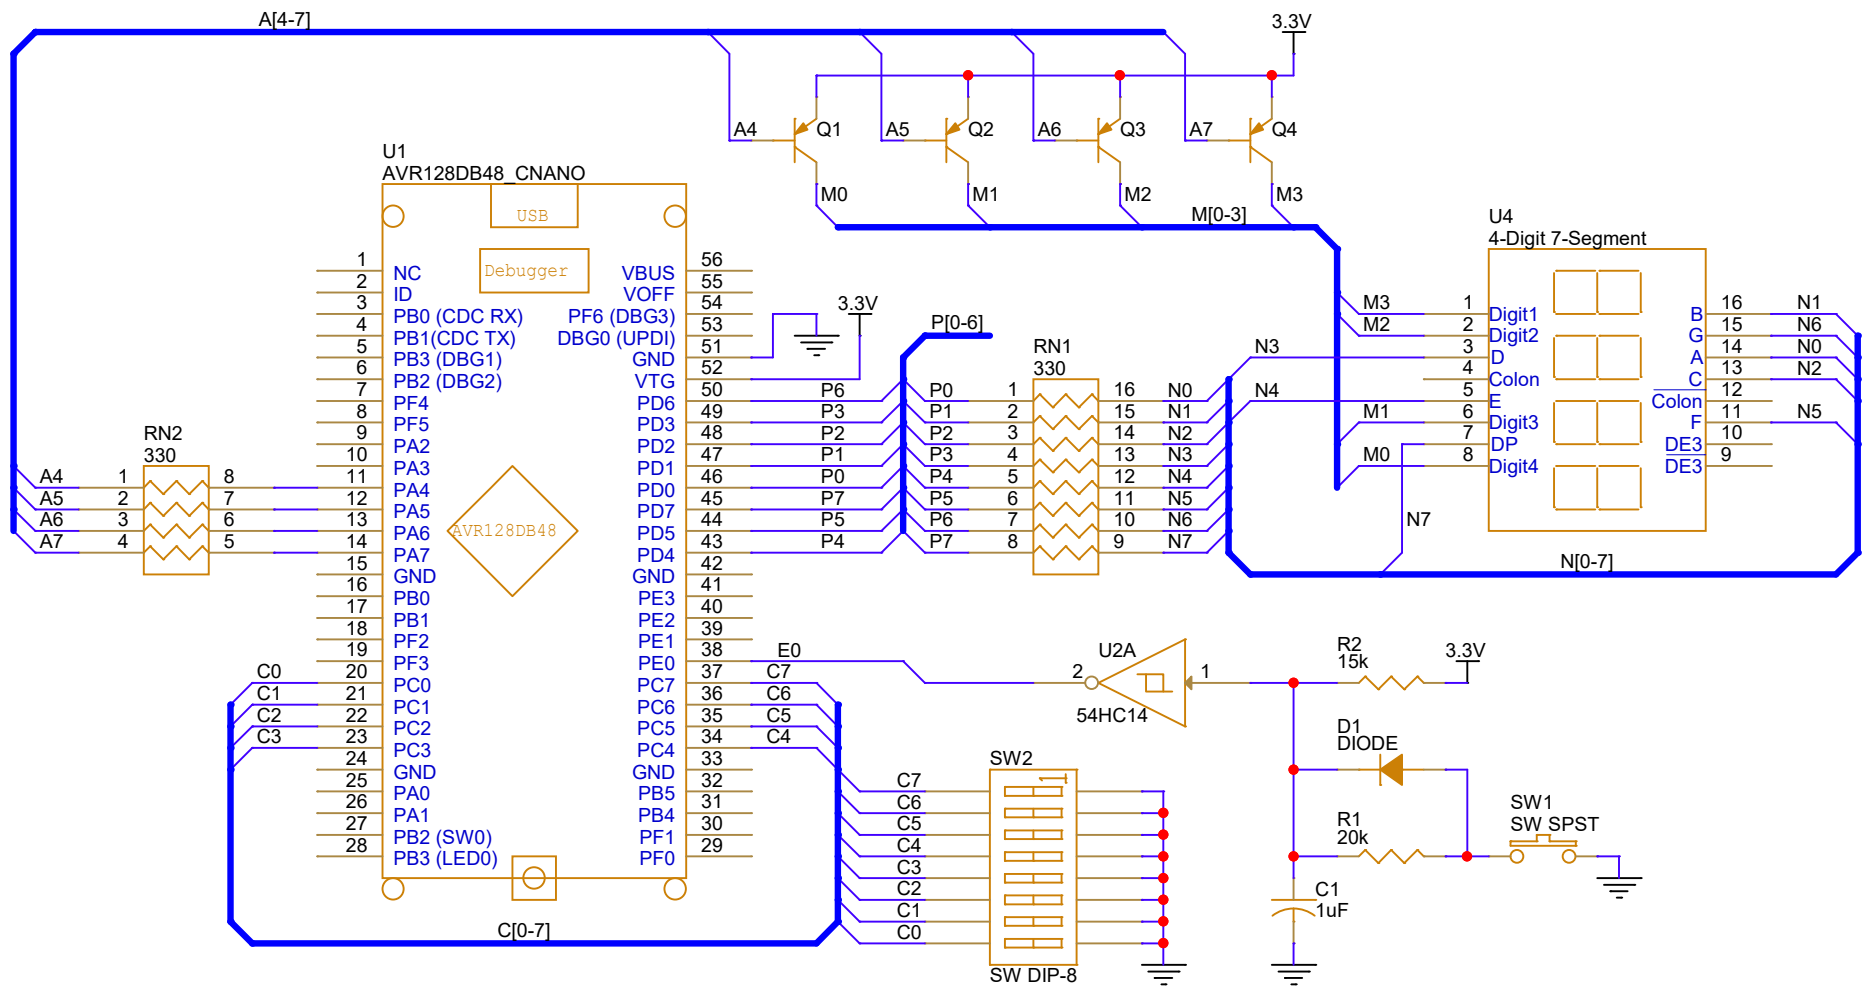 A[4-7]
3.3V
A4
Q1
A5
Q2
A6
Q3
A7
Q4
M0
M1
M2
M3
M[0-3]
U1
AVR128DB48_CNANO
USB
Debugger
1 NC
2 ID
3 PB0 (CDC RX)
4 PB1(CDC TX)
5 PB3 (DBG1)
6 PB2 (DBG2)
7 PF4
8 PF5
9 PA2
10 PA3
11 PA4
12 PA5
13 PA6
14 PA7
15 GND
16 PB0
17 PB1
18 PF2
19 PF3
20 PC0
21 PC1
22 PC2
23 PC3
24 GND
25 PA0
26 PA1
27 PB2 (SW0)
28 PB3 (LED0)
AVR128DB48
VBUS 56
VOFF 55
PF6 (DBG3) 54
DBG0 (UPDI) 53
GND 51
VTG 52
PD6 50
PD3 49
PD2 48
PD1 47
PD0 46
PD7 45
PD5 44
PD4 43
GND 42
PE3 41
PE2 40
PE1 39
PE0 38
PC7 37
PC6 36
PC5 35
PC4 34
GND 33
PB5 32
PB4 31
PF1 30
PF0 29
RN2
330
A4 1 8
A5 2 7
A6 3 6
A7 4 5
C0
C1
C2
C3
C[0-7]
3.3V
P[0-6]
P6
P3
P2
P1
P0
P7
P5
P4
RN1
330
P0 1 16 N0
P1 2 15 N1
P2 3 14 N2
P3 4 13 N3
P4 5 12 N4
P5 6 11 N5
P6 7 10 N6
P7 8 9 N7
N3
N4
U4
4-Digit 7-Segment
M3 1 Digit1
M2 2 Digit2
3 D
4 Colon
5 E
M1 6 Digit3
7 DP
M0 8 Digit4
B 16 N1
G 15 N6
A 14 N0
C 13 N2
Colon 12
F 11 N5
DE3 10
DE3 9
N7
N[0-7]
E0
C7
C6
C5
C4
U2A
2
1
54HC14
R2
15k
3.3V
D1
DIODE
R1
20k
SW1
SW SPST
C1
1uF
SW2
1
C7
C6
C5
C4
C3
C2
C1
C0
SW DIP-8